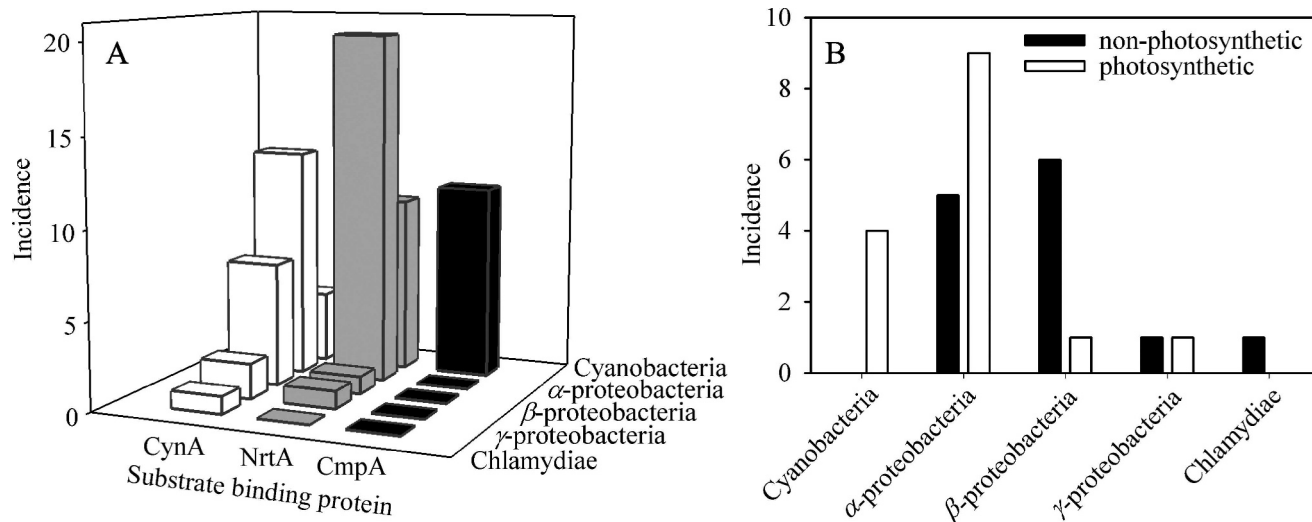 A
20
15
10
5
0
Incidence
CynA
NrtA
CmpA
Substrate binding protein
Cyanobacteria
α-proteobacteria
β-proteobacteria
γ-proteobacteria
Chlamydiae
B
10
8
6
4
2
0
Incidence
non-photosynthetic
photosynthetic
Cyanobacteria
α-proteobacteria
β-proteobacteria
γ-proteobacteria
Chlamydiae